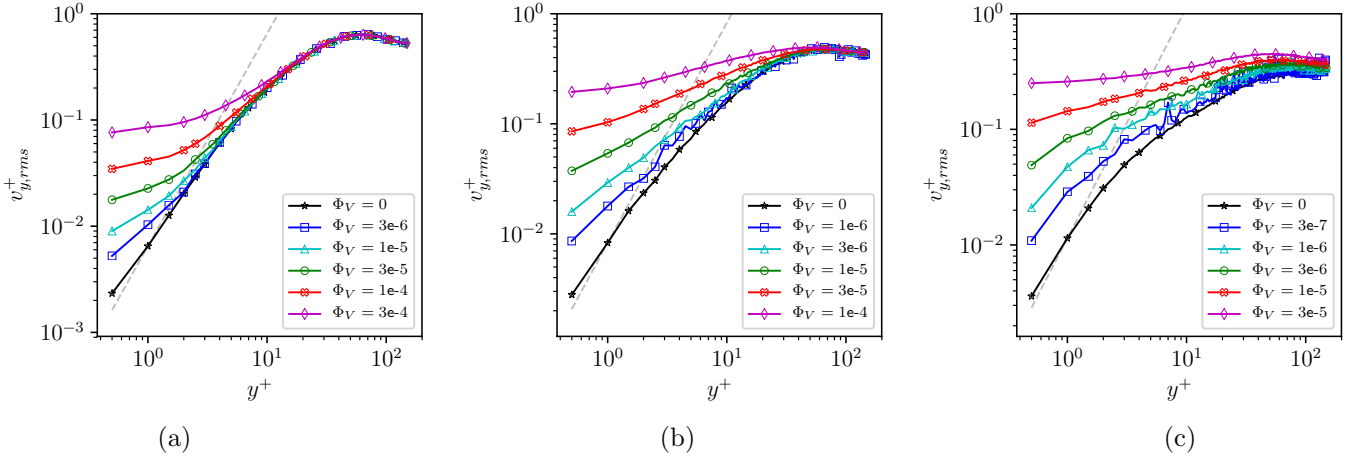 10^0
10^{-1}
10^{-2}
10^{-3}
v^+_{y,rms}
10^0
10^1
10^2
y^+
Φ_V = 0
Φ_V = 3e-6
Φ_V = 1e-5
Φ_V = 3e-5
Φ_V = 1e-4
Φ_V = 3e-4
(a)
10^0
10^{-1}
10^{-2}
v^+_{y,rms}
10^0
10^1
10^2
y^+
Φ_V = 0
Φ_V = 1e-6
Φ_V = 3e-6
Φ_V = 1e-5
Φ_V = 3e-5
Φ_V = 1e-4
(b)
10^0
10^{-1}
10^{-2}
v^+_{y,rms}
10^0
10^1
10^2
y^+
Φ_V = 0
Φ_V = 3e-7
Φ_V = 1e-6
Φ_V = 3e-6
Φ_V = 1e-5
Φ_V = 3e-5
(c)